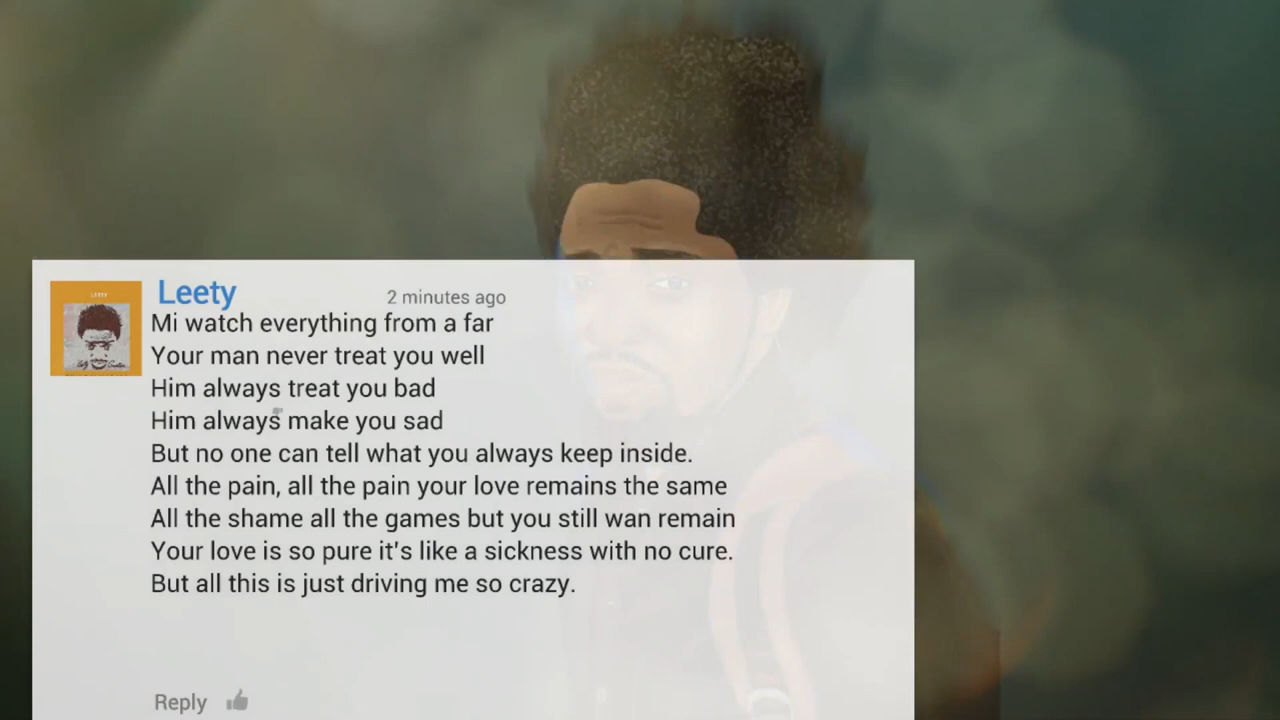 LEETY
Leety
2 minutes ago
Mi watch everything from a far
Your man never treat you well
Him always treat you bad
Him always make you sad
But no one can tell what you always keep inside.
All the pain, all the pain your love remains the same
All the shame all the games but you still wan remain
Your love is so pure it's like a sickness with no cure.
But all this is just driving me so crazy.
Reply